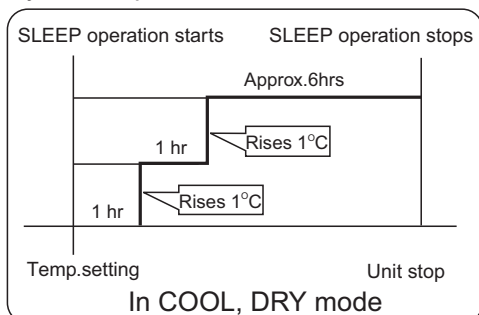 SLEEP operation starts SLEEP operation stops
Approx.6hrs
1 hr Rises 1°C
1 hr Rises 1°C
Temp.setting Unit stop
In COOL, DRY mode